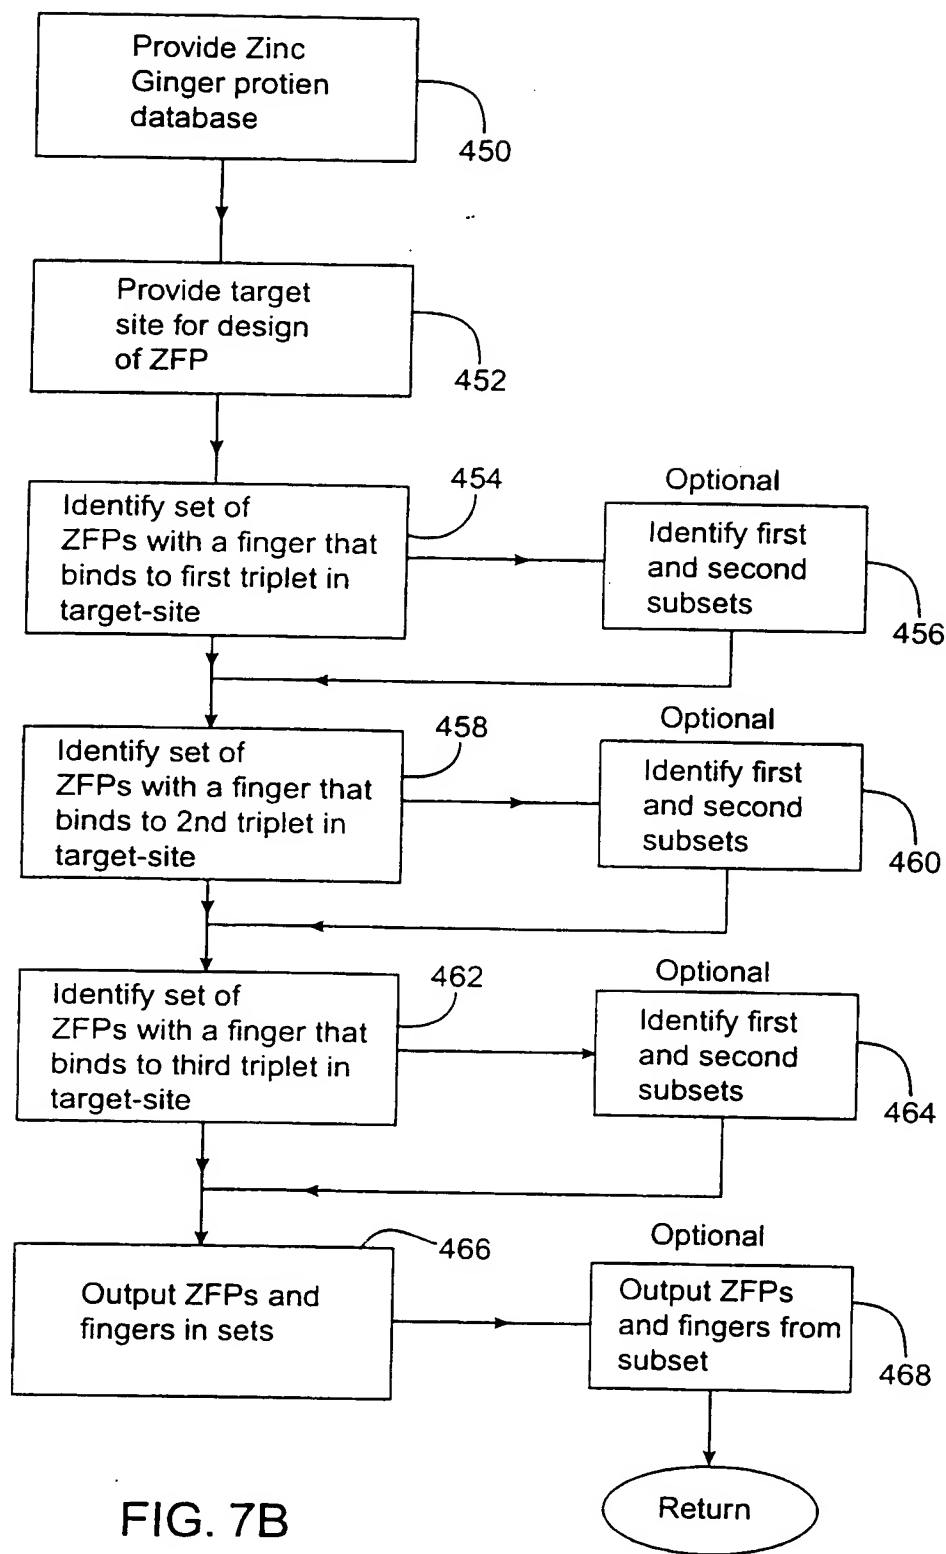 Provide Zinc
Ginger protien
database
450
Provide target
site for design
of ZFP
452
454
Identify set of
ZFPs with a finger that
binds to first triplet in
target-site
Optional
Identify first
and second
subsets
456
458
Identify set of
ZFPs with a finger that
binds to 2nd triplet in
target-site
Optional
Identify first
and second
subsets
460
462
Identify set of
ZFPs with a finger that
binds to third triplet in
target-site
Optional
Identify first
and second
subsets
464
466
Output ZFPs and
fingers in sets
Optional
Output ZFPs
and fingers from
subset
468
Return
FIG. 7B